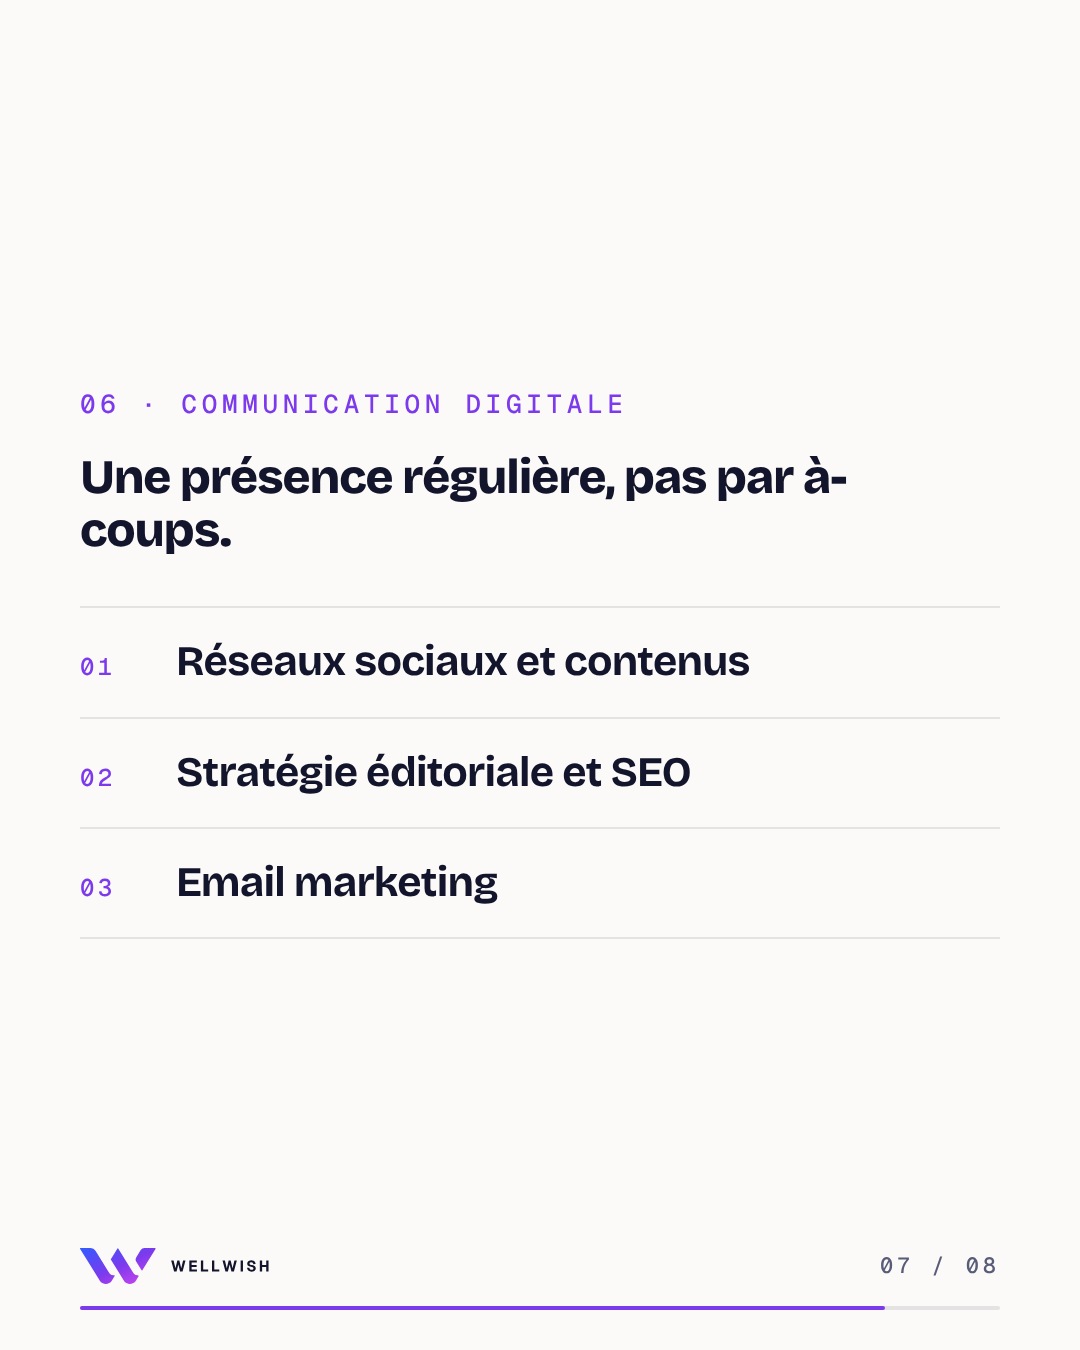 06 · COMMUNICATION DIGITALE
Une présence régulière, pas par à-
coups.
01 Réseaux sociaux et contenus
02 Stratégie éditoriale et SEO
03 Email marketing
WELLWISH
07 / 08